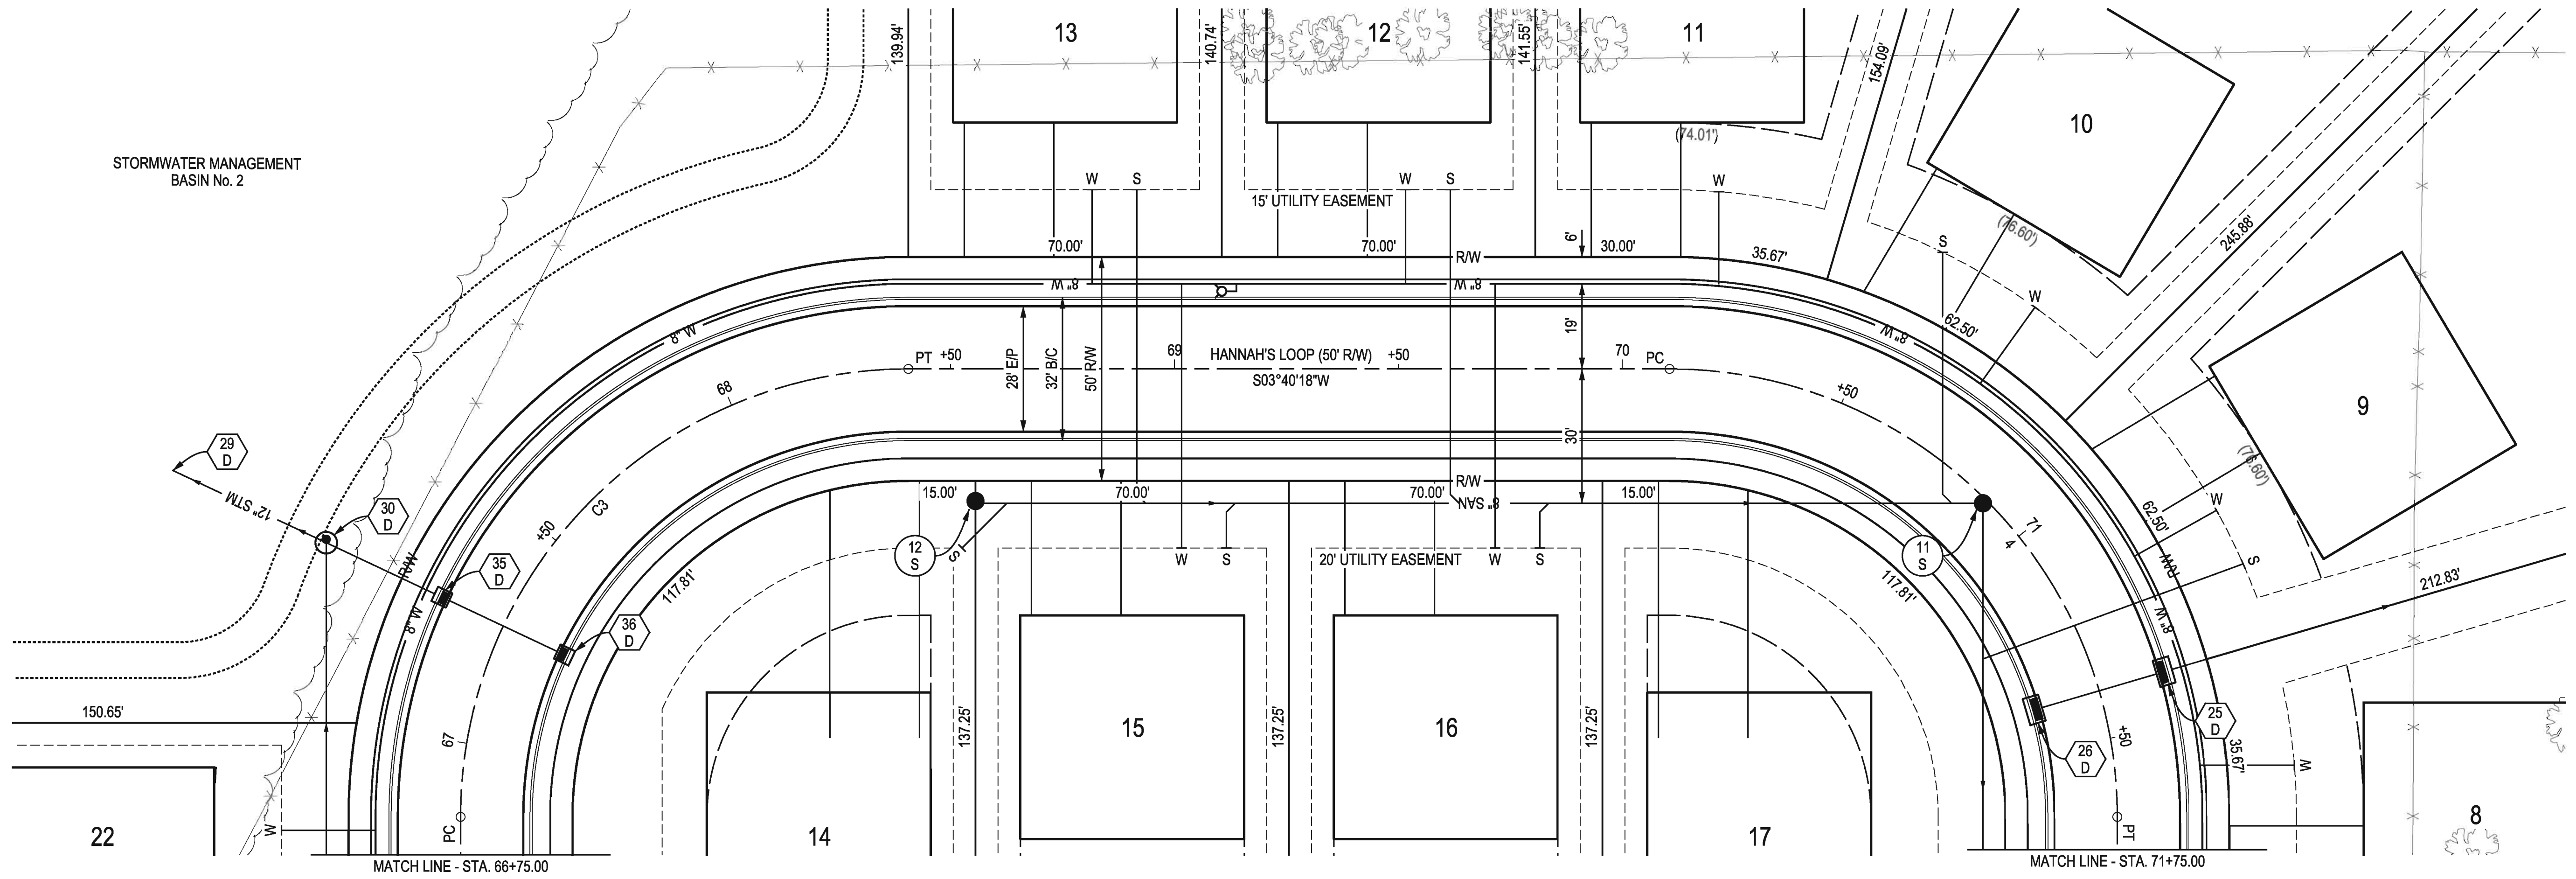 STORMWATER MANAGEMENT
BASIN No. 2
13
12
11
10
9
8
139.94'
140.74'
141.55'
154.09'
245.88'
(74.01')
(76.60')
(76.60')
W
S
W
S
W
S
W
W
S
W
15' UTILITY EASEMENT
70.00'
70.00'
6'
30.00'
35.67'
62.50'
62.50'
35.67'
212.83'
R/W
8" W
8" W
8" W
8" W
8" W
8" W
R/W
R/W
PT
+50
69
HANNAH'S LOOP (50' R/W)
+50
70
PC
S03°40'18"W
28' E/P
32' B/C
50' R/W
19'
30'
68
C3
+50
67
PC
+50
71
4
+50
PT
29
D
30
D
12" STM
35
D
36
D
117.81'
15.00'
70.00'
70.00'
R/W
15.00'
8" SAN
12
S
S
W
S
20' UTILITY EASEMENT
W
S
11
S
117.81'
25
D
26
D
150.65'
137.25'
137.25'
137.25'
W
22
14
15
16
17
MATCH LINE - STA. 66+75.00
MATCH LINE - STA. 71+75.00